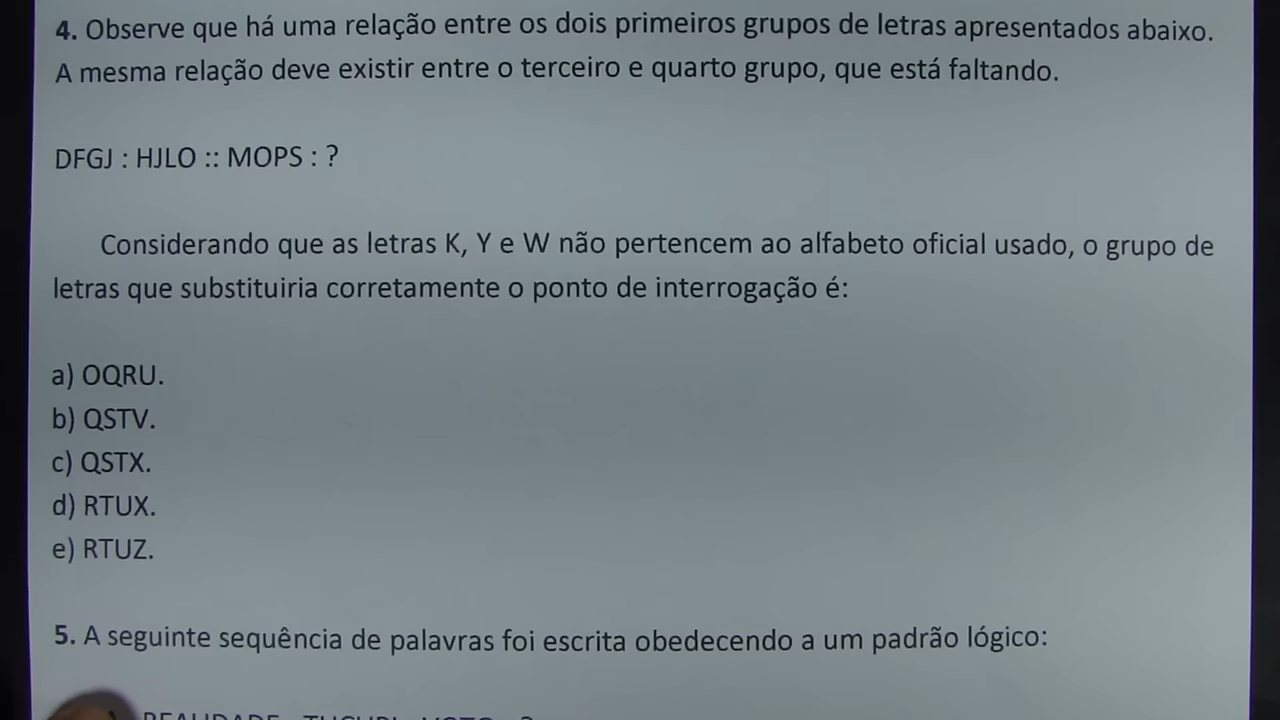 4. Observe que há uma relação entre os dois primeiros grupos de letras apresentados abaixo.
A mesma relação deve existir entre o terceiro e quarto grupo, que está faltando.
DFGJ : HJLO :: MOPS : ?
Considerando que as letras K, Y e W não pertencem ao alfabeto oficial usado, o grupo de
letras que substituiria corretamente o ponto de interrogação é:
a) OQRU.
b) QSTV.
c) QSTX.
d) RTUX.
e) RTUZ.
5. A seguinte sequência de palavras foi escrita obedecendo a um padrão lógico: